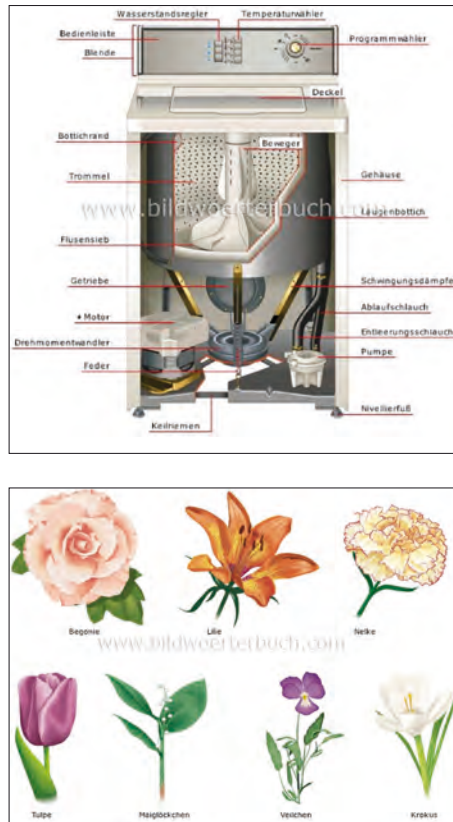 Wasserstandsregler Temperaturwähler
Bedienleiste Programmwähler
Blende
Deckel
Bottichrand Beweger
Trommel Gehäuse
www.bildwoerterbuch.com
Laugenbottich
Flusensieb
Getriebe Schwingungsdämpfe
Ablaufschlauch
Motor
Drehmomentwandler Entleerungsschlauch
Feder Pumpe
Nivellierfuß
Keilriemen
Begonie Lilie Nelke
www.bildwoerterbuch.com
Tulpe Maiglöckchen Veilchen Krokus